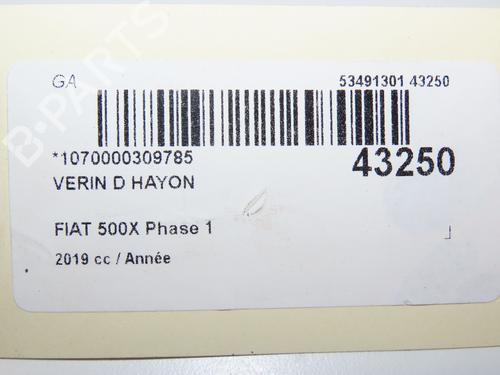 GA 53491301 43250
*1070000309785 43250
VERIN D HAYON
FIAT 500X Phase 1
2019 cc / Année
B-PARTS